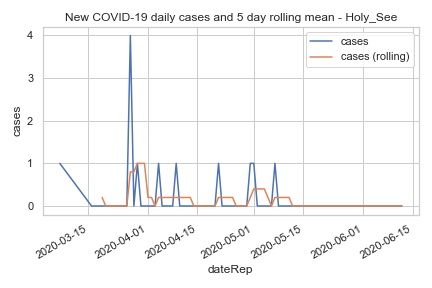 New COVID-19 daily cases and 5 day rolling mean - Holy_See
cases
cases (rolling)
4
3
2
1
0
cases
2020-03-15
2020-04-01
2020-04-15
2020-05-01
2020-05-15
2020-06-01
2020-06-15
dateRep